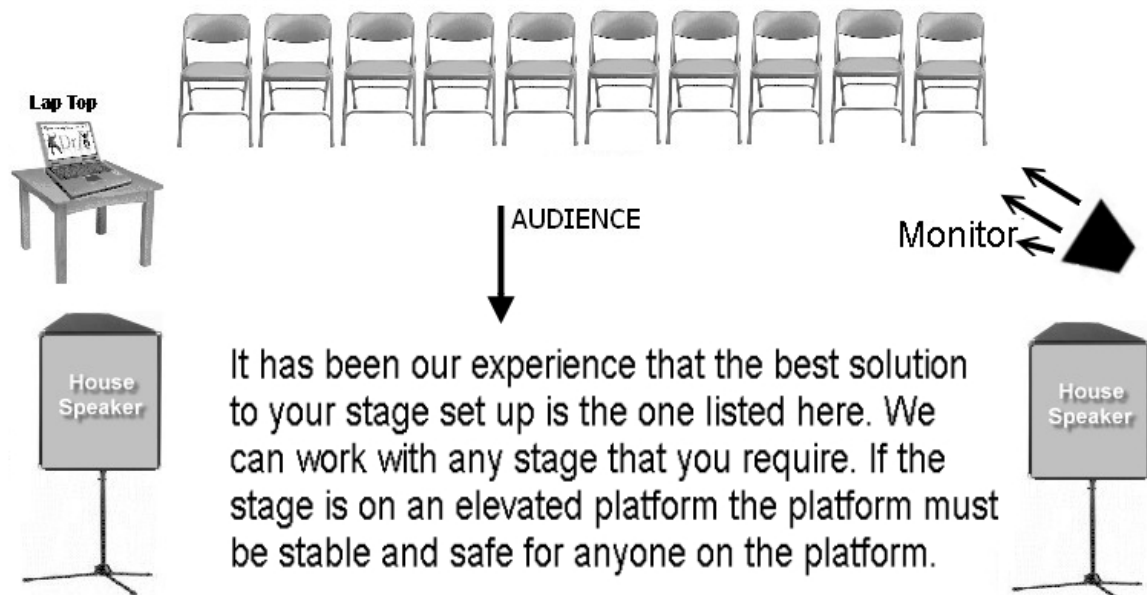 Lap Top
AUDIENCE
Monitor
House
Speaker
House
Speaker
It has been our experience that the best solution
to your stage set up is the one listed here. We
can work with any stage that you require. If the
stage is on an elevated platform the platform must
be stable and safe for anyone on the platform.